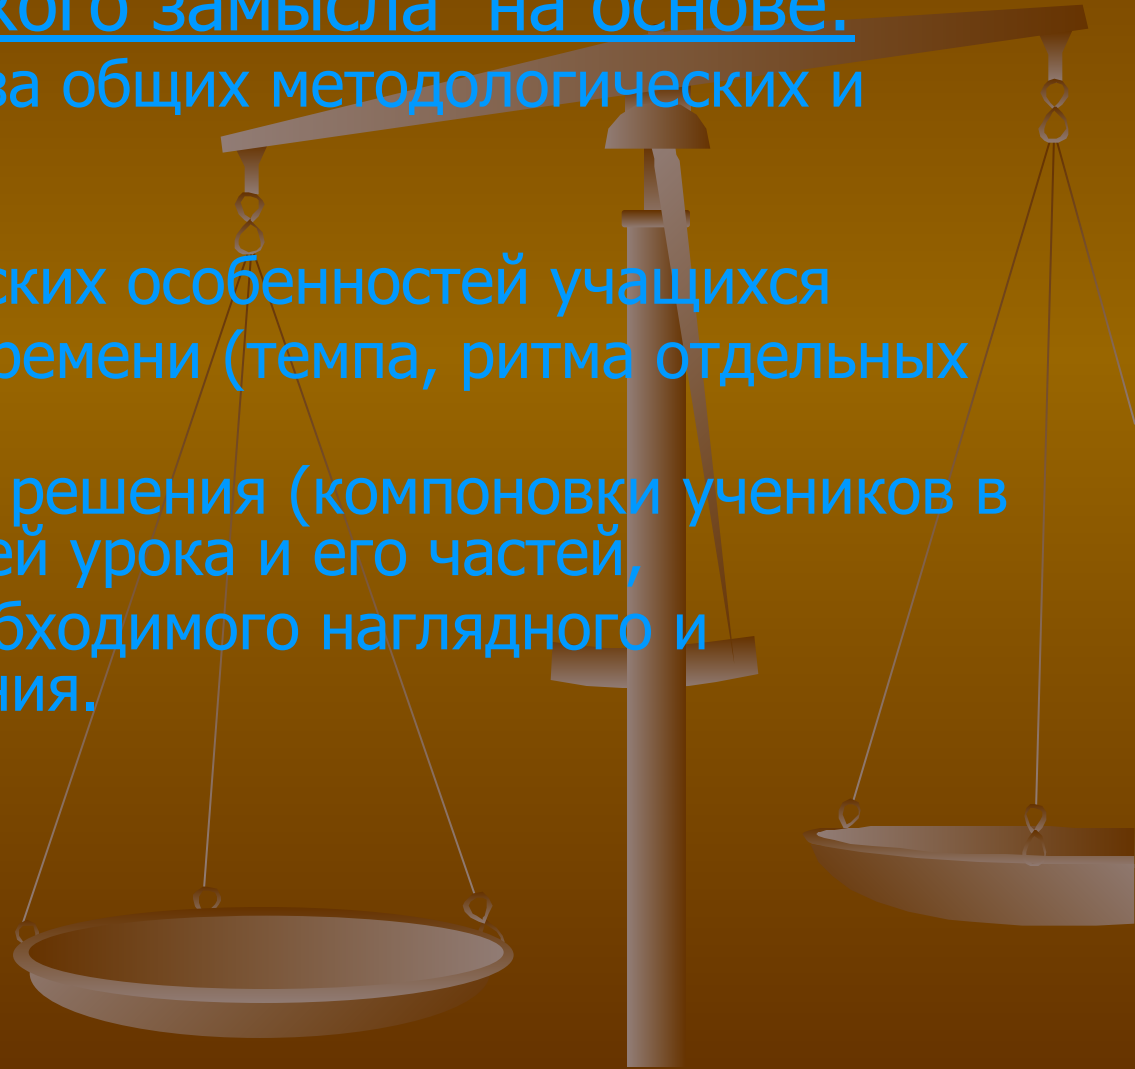 кого замысла на основе:
ва общих методологических и
ских особенностей учащихся
ремени (темпа, ритма отдельных
решения (компоновки учеников в
ей урока и его частей,
бходимого наглядного и
ния.